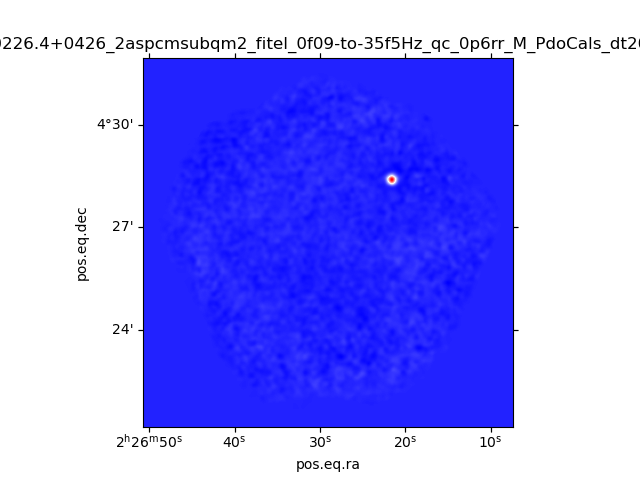 0226.4+0426_2aspcmsubqm2_fitel_0f09-to-35f5Hz_qc_0p6rr_M_PdoCals_dt20
4°30'
27'
24'
pos.eq.dec
2ʰ26ᵐ50ˢ 40ˢ 30ˢ 20ˢ 10ˢ
pos.eq.ra